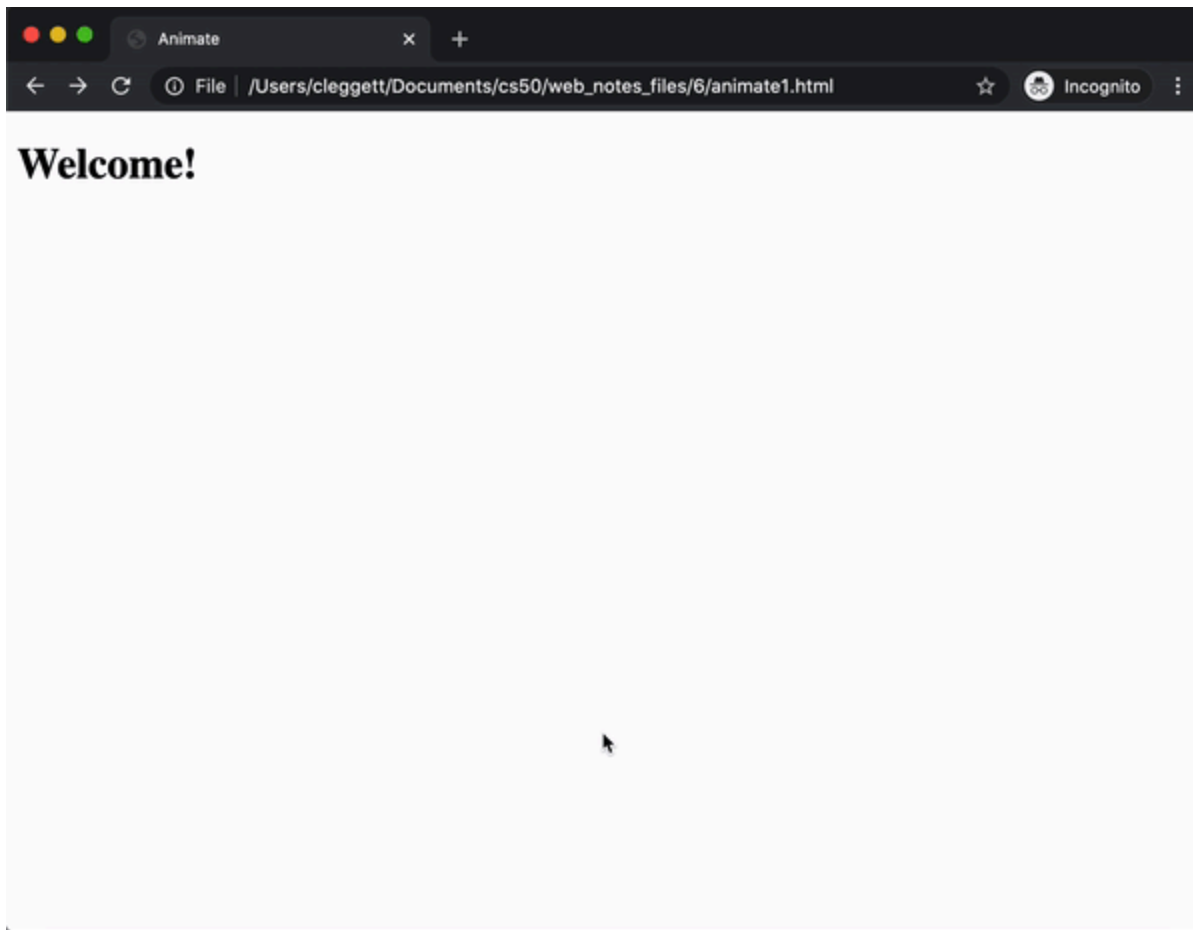 Animate
File /Users/cleggett/Documents/cs50/web_notes_files/6/animate1.html Incognito
Welcome!